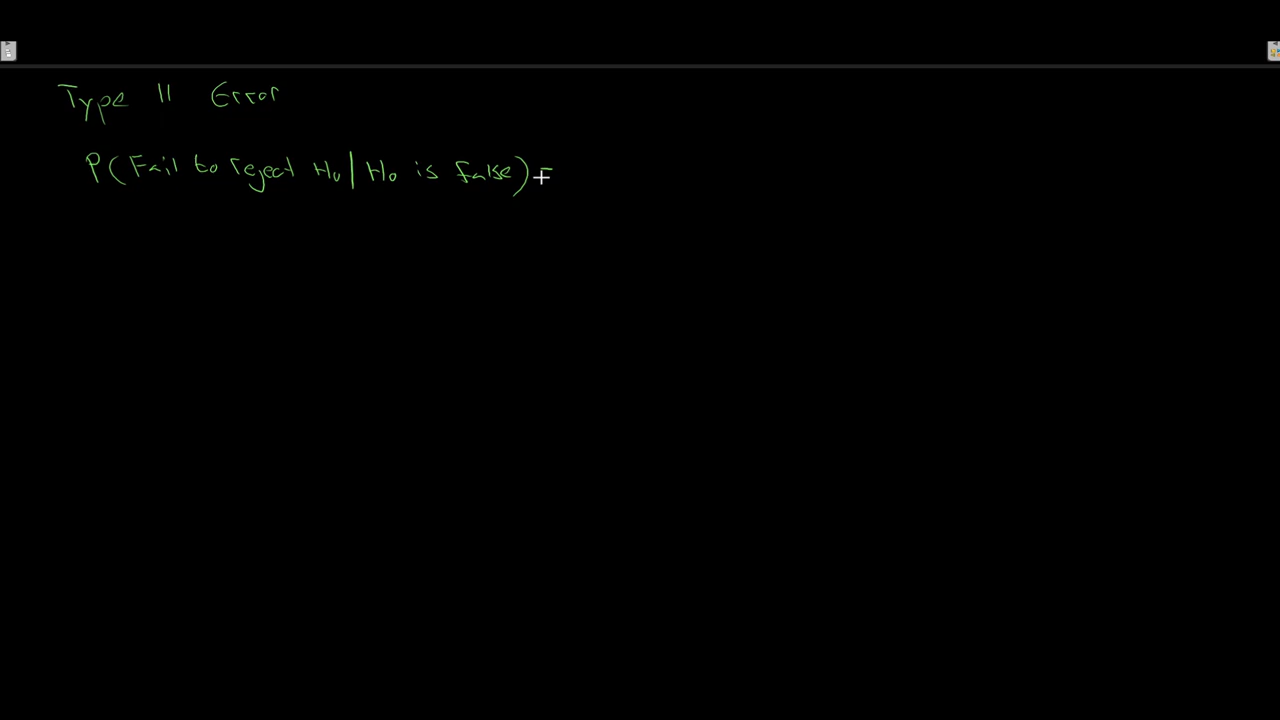 Type II Error
P(Fail to reject H0 | H0 is false) =